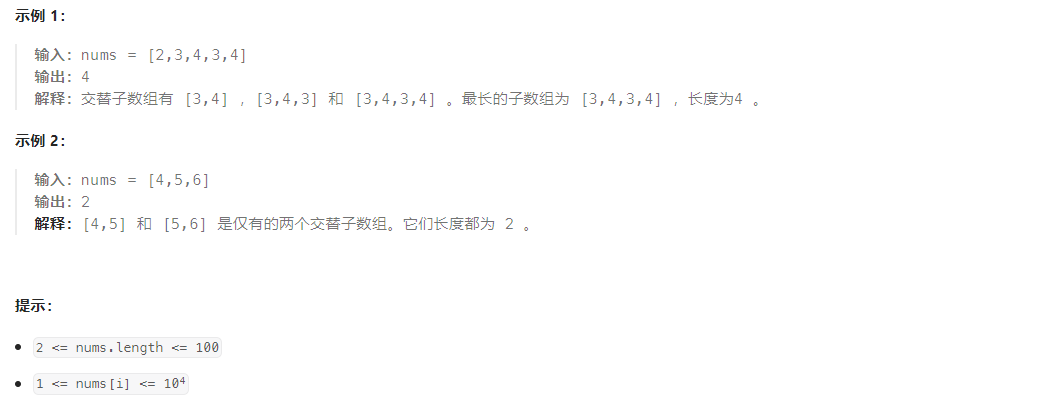 示例 1：
输入：nums = [2,3,4,3,4]
输出：4
解释：交替子数组有 [3,4] ，[3,4,3] 和 [3,4,3,4] 。最长的子数组为 [3,4,3,4] ，长度为4 。
示例 2：
输入：nums = [4,5,6]
输出：2
解释：[4,5] 和 [5,6] 是仅有的两个交替子数组。它们长度都为 2 。
提示：
• 2 <= nums.length <= 100
• 1 <= nums[i] <= 10⁴